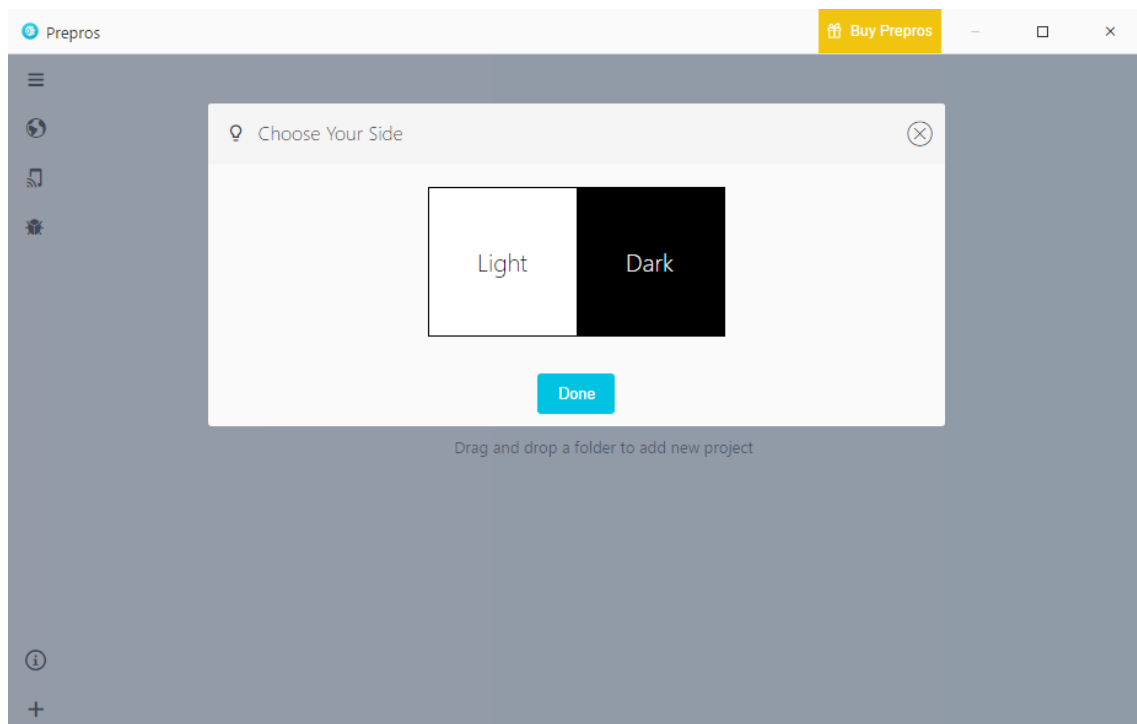 Prepros
Buy Prepros
Choose Your Side
Light
Dark
Done
Drag and drop a folder to add new project